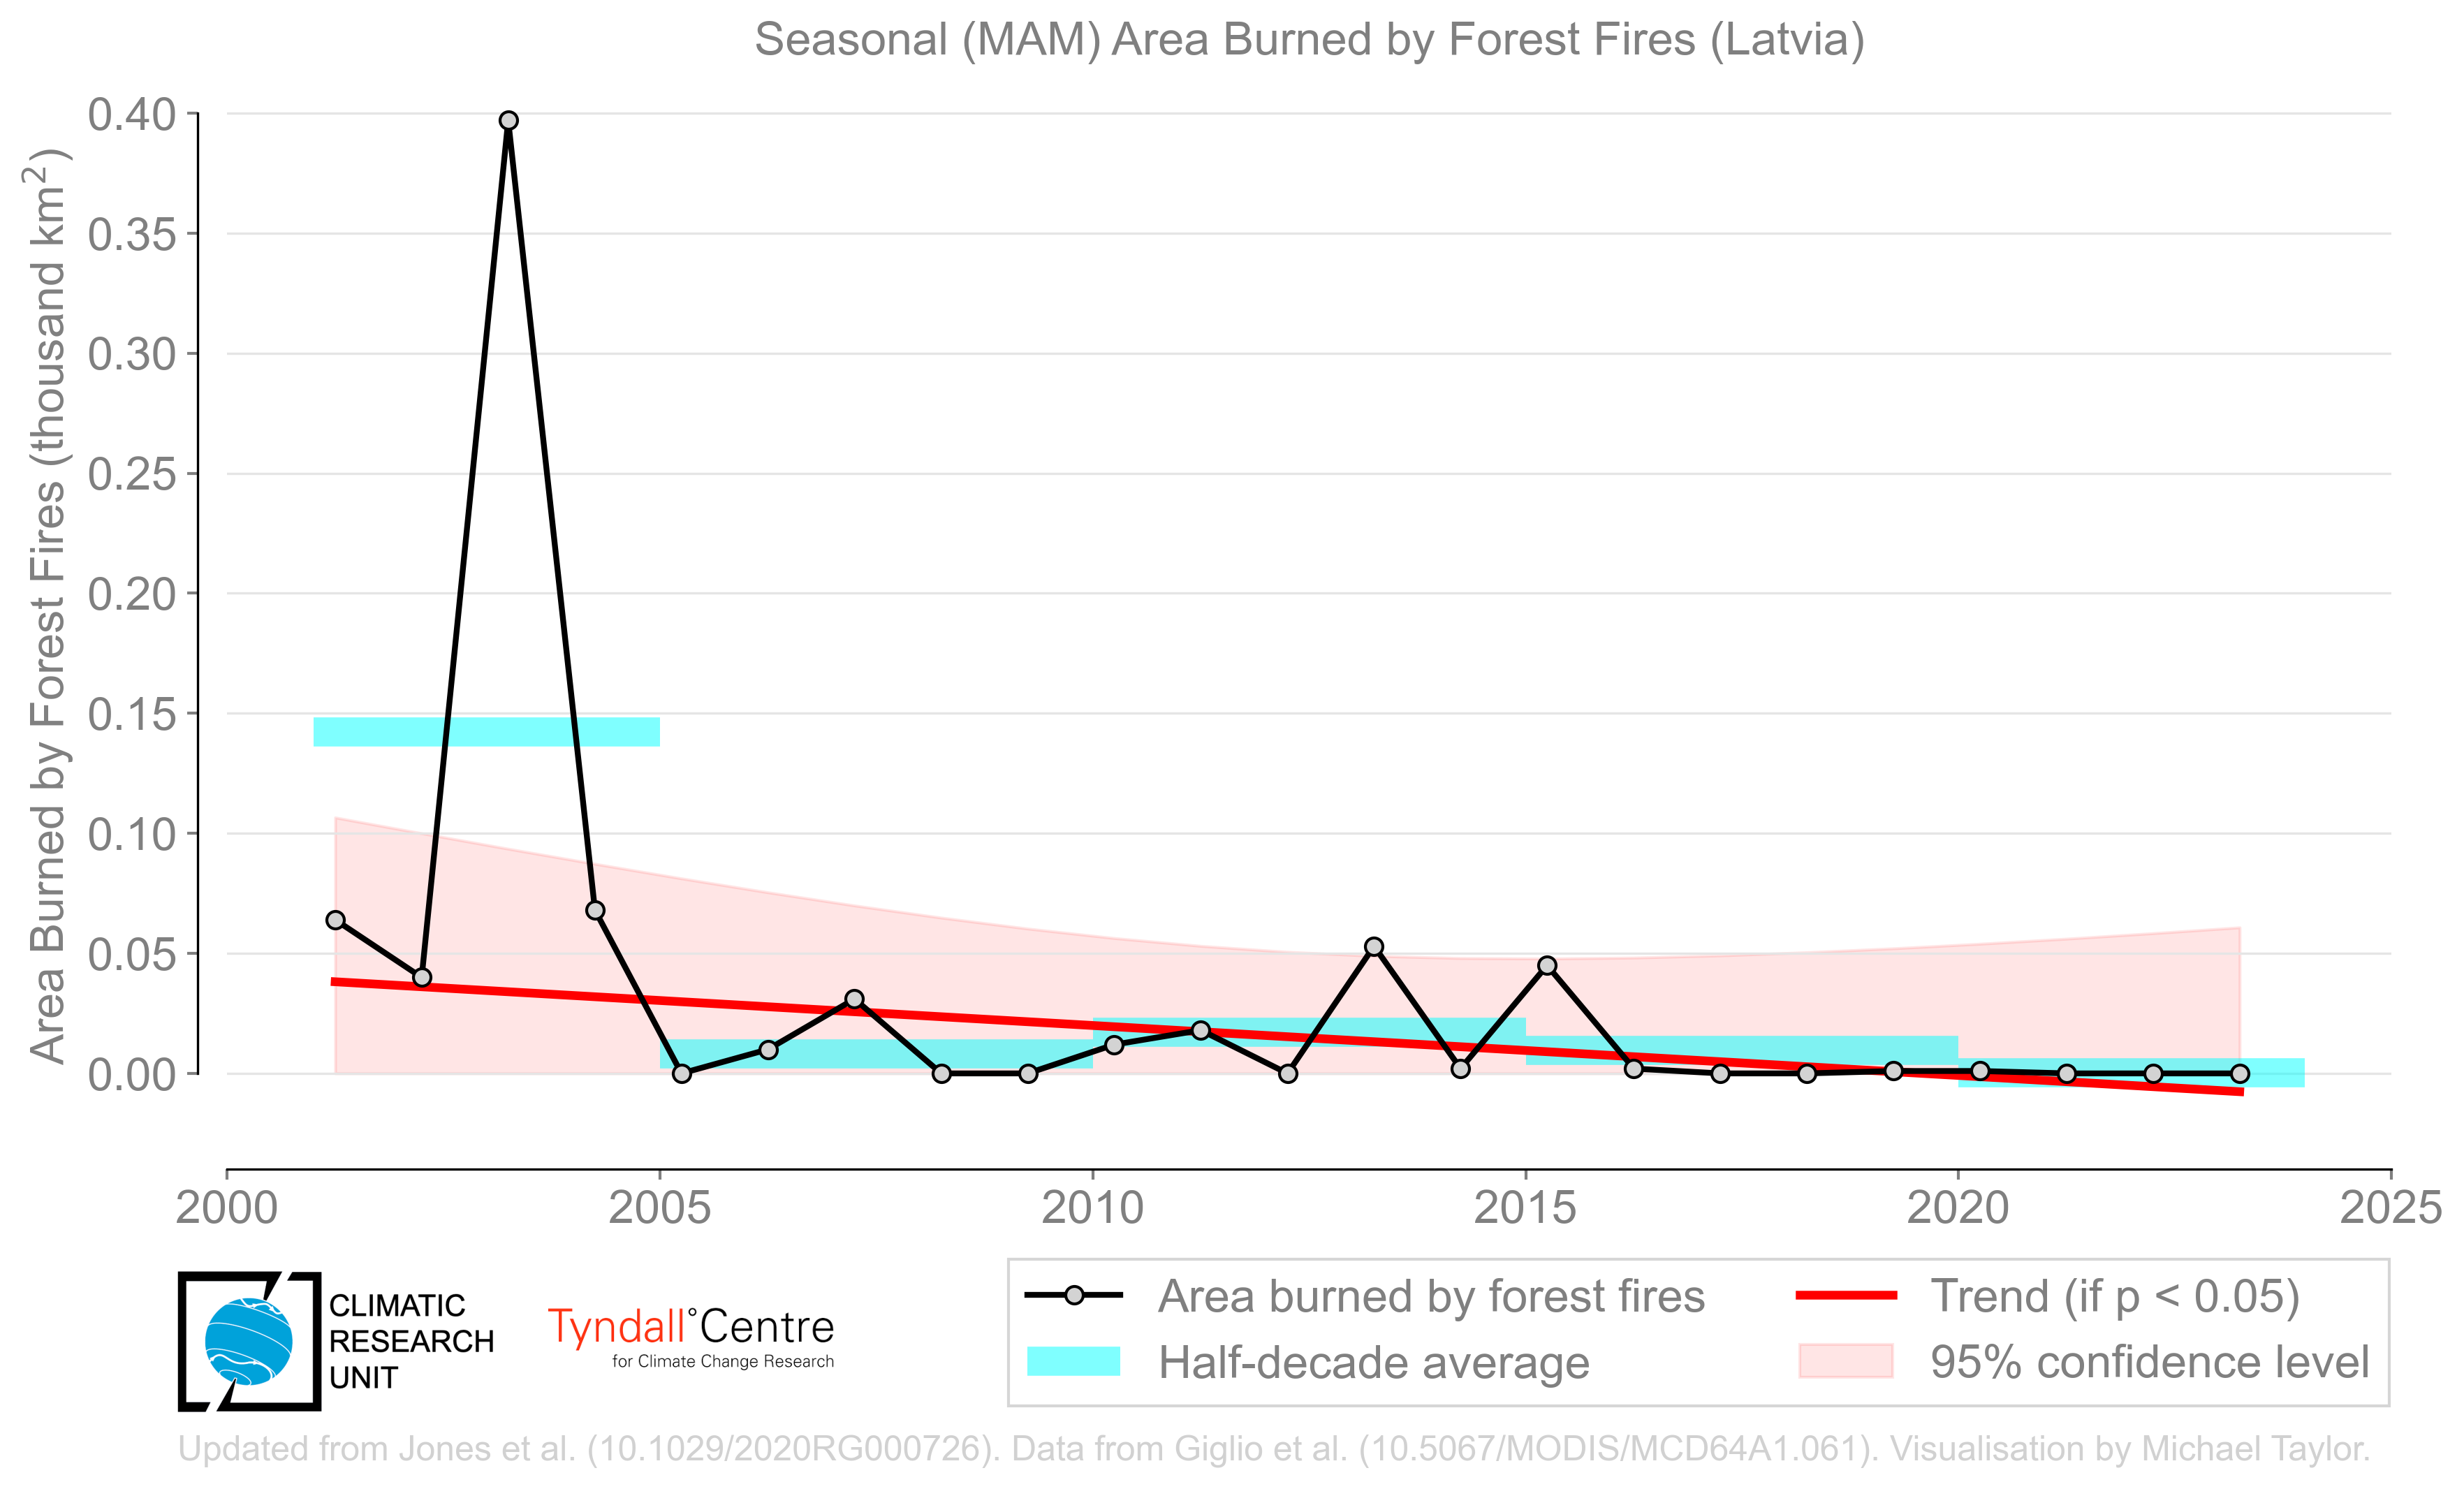 Seasonal (MAM) Area Burned by Forest Fires (Latvia)
Area Burned by Forest Fires (thousand km²)
0.40
0.35
0.30
0.25
0.20
0.15
0.10
0.05
0.00
2000 2005 2010 2015 2020 2025
CLIMATIC
RESEARCH
UNIT
Tyndall°Centre
for Climate Change Research
Area burned by forest fires
Half-decade average
Trend (if p < 0.05)
95% confidence level
Updated from Jones et al. (10.1029/2020RG000726). Data from Giglio et al. (10.5067/MODIS/MCD64A1.061). Visualisation by Michael Taylor.